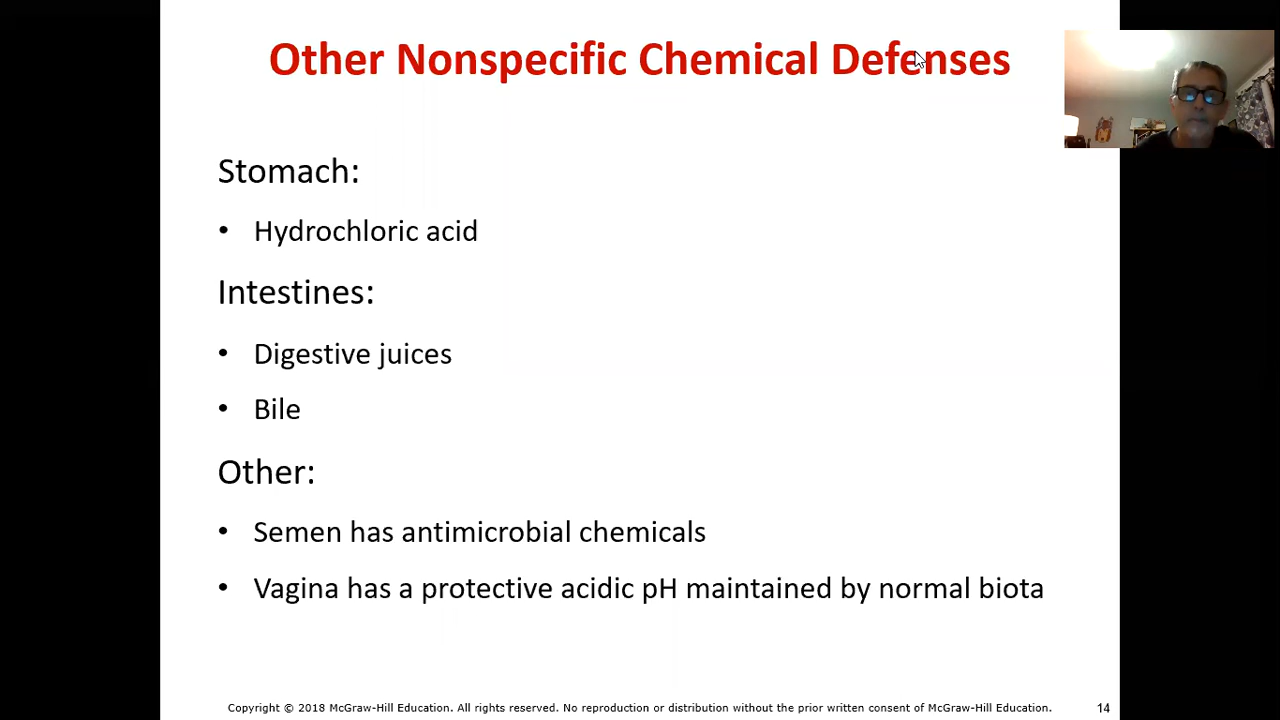 Other Nonspecific Chemical Defenses
Stomach:
• Hydrochloric acid
Intestines:
• Digestive juices
• Bile
Other:
• Semen has antimicrobial chemicals
• Vagina has a protective acidic pH maintained by normal biota
Copyright © 2018 McGraw-Hill Education. All rights reserved. No reproduction or distribution without the prior written consent of McGraw-Hill Education. 14